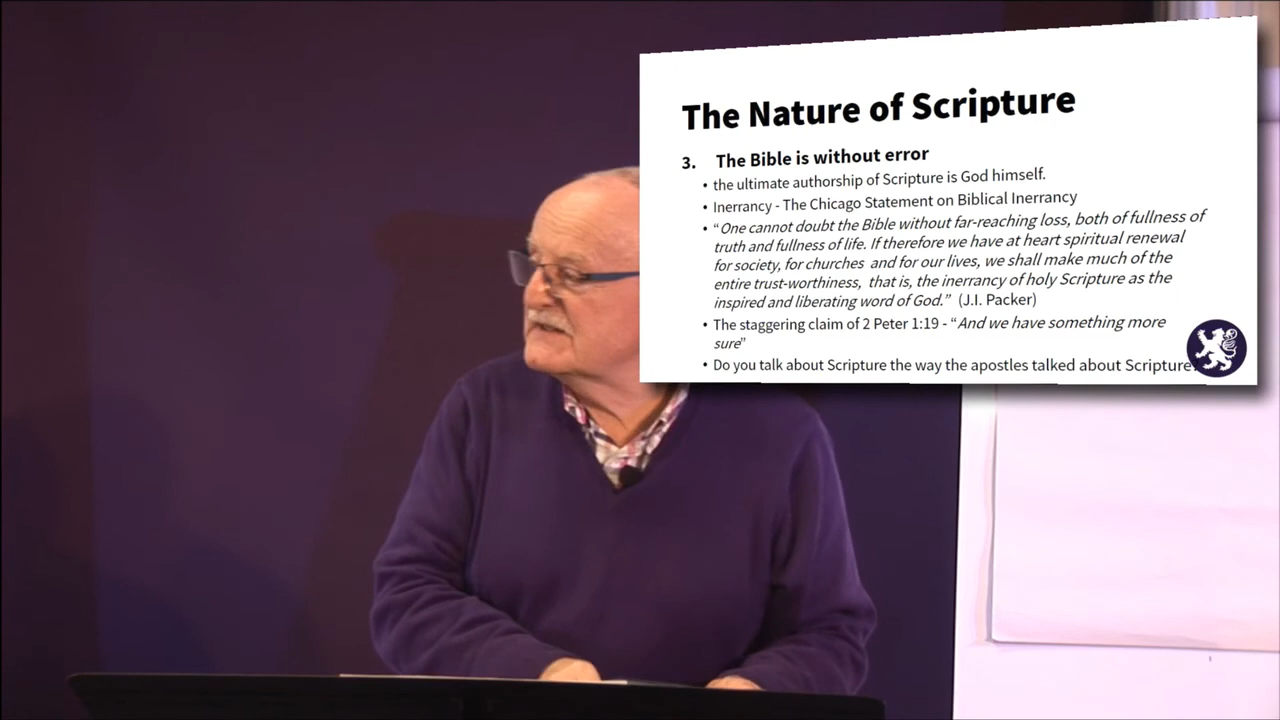 The Nature of Scripture
3. The Bible is without error
• the ultimate authorship of Scripture is God himself.
• Inerrancy - The Chicago Statement on Biblical Inerrancy
• “One cannot doubt the Bible without far-reaching loss, both of fullness of
truth and fullness of life. If therefore we have at heart spiritual renewal
for society, for churches and for our lives, we shall make much of the
entire trust-worthiness, that is, the inerrancy of holy Scripture as the
inspired and liberating word of God.” (J.I. Packer)
• The staggering claim of 2 Peter 1:19 - “And we have something more
sure”
• Do you talk about Scripture the way the apostles talked about Scripture